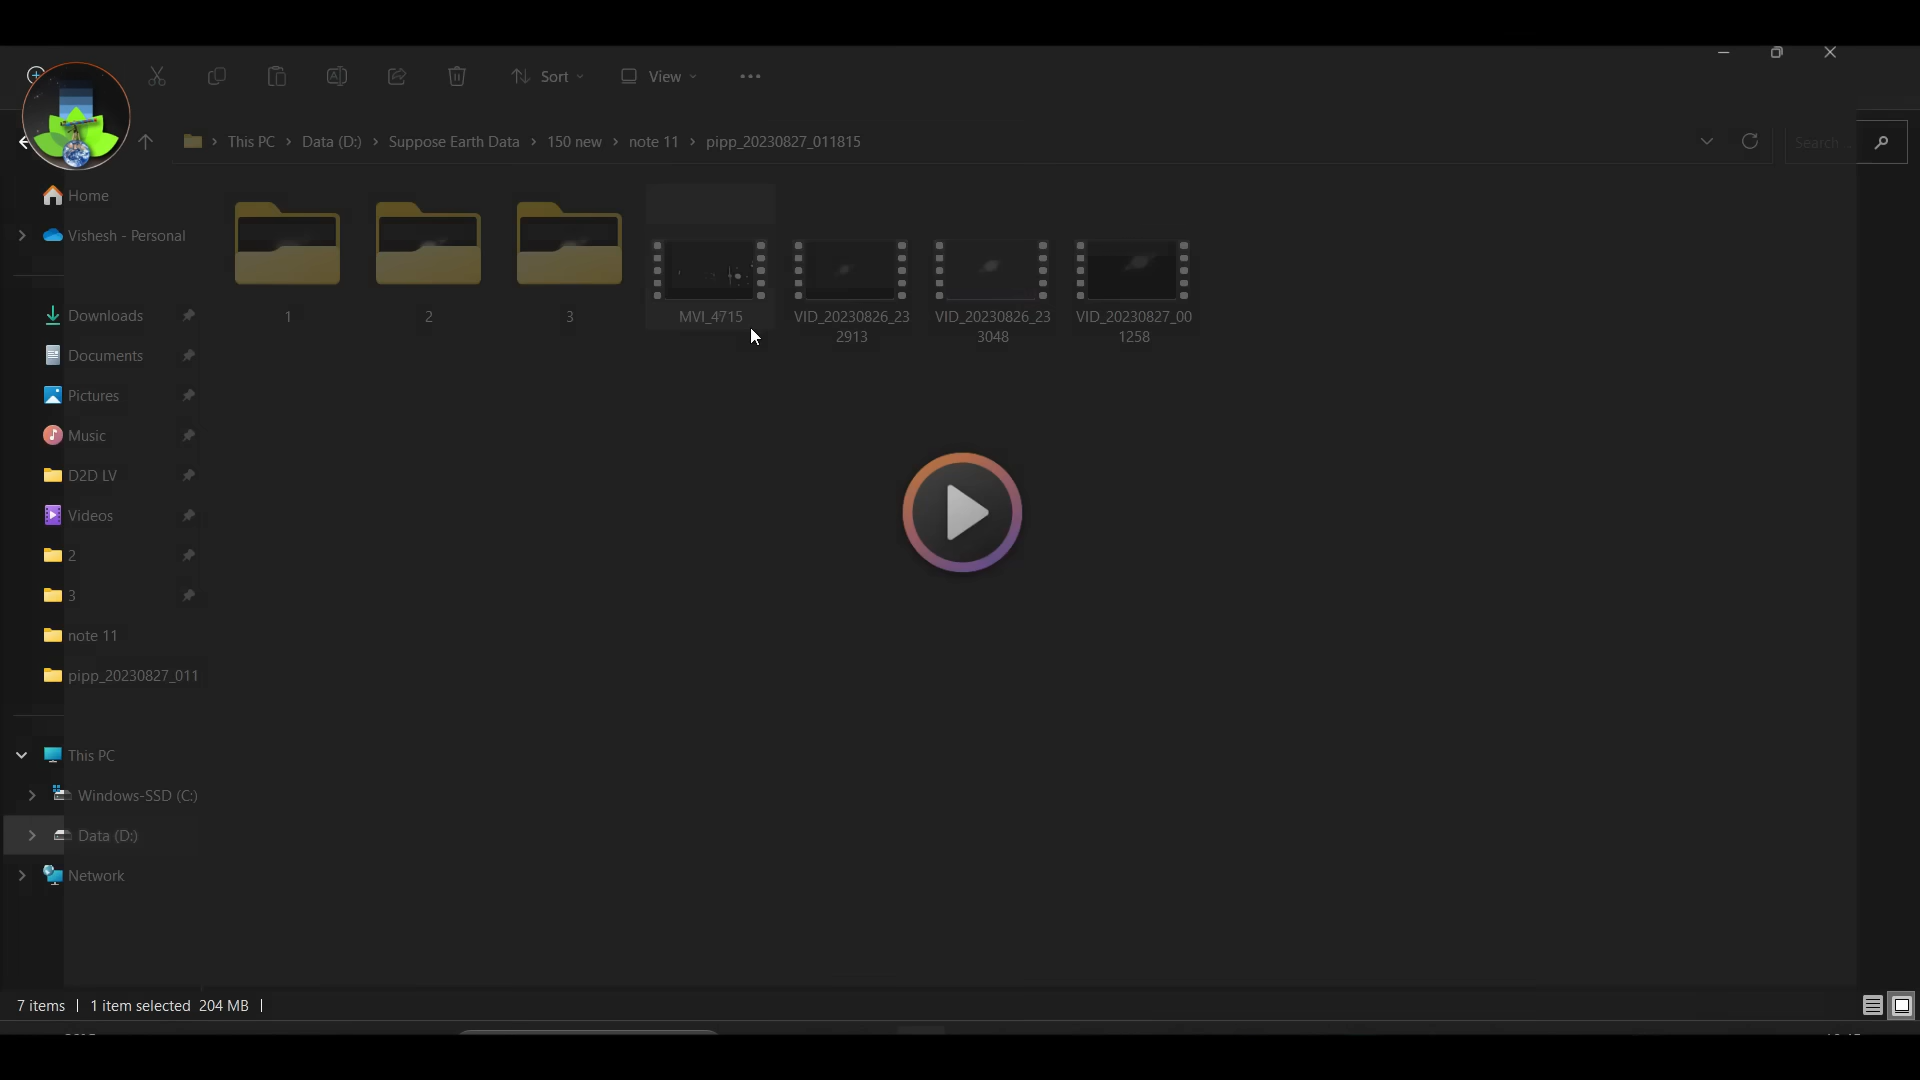 Sort View
This PC Data (D:) Suppose Earth Data 150 new note 11 pipp_20230827_011815 Search
Home
Vishesh - Personal
Downloads
Documents
Pictures
Music
D2D LV
Videos
2
3
note 11
pipp_20230827_011
This PC
Windows-SSD (C:)
Data (D:)
Network
1 2 3 MVI_4715 VID_20230826_23 VID_20230826_23 VID_20230827_00
2913 3048 1258
7 items 1 item selected 204 MB